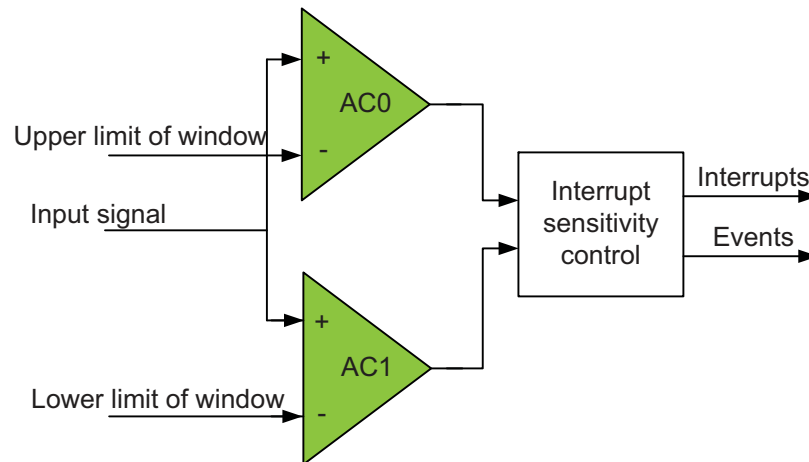 +
AC0
-
Upper limit of window
Input signal
Interrupt
sensitivity
control
Interrupts
Events
+
AC1
-
Lower limit of window